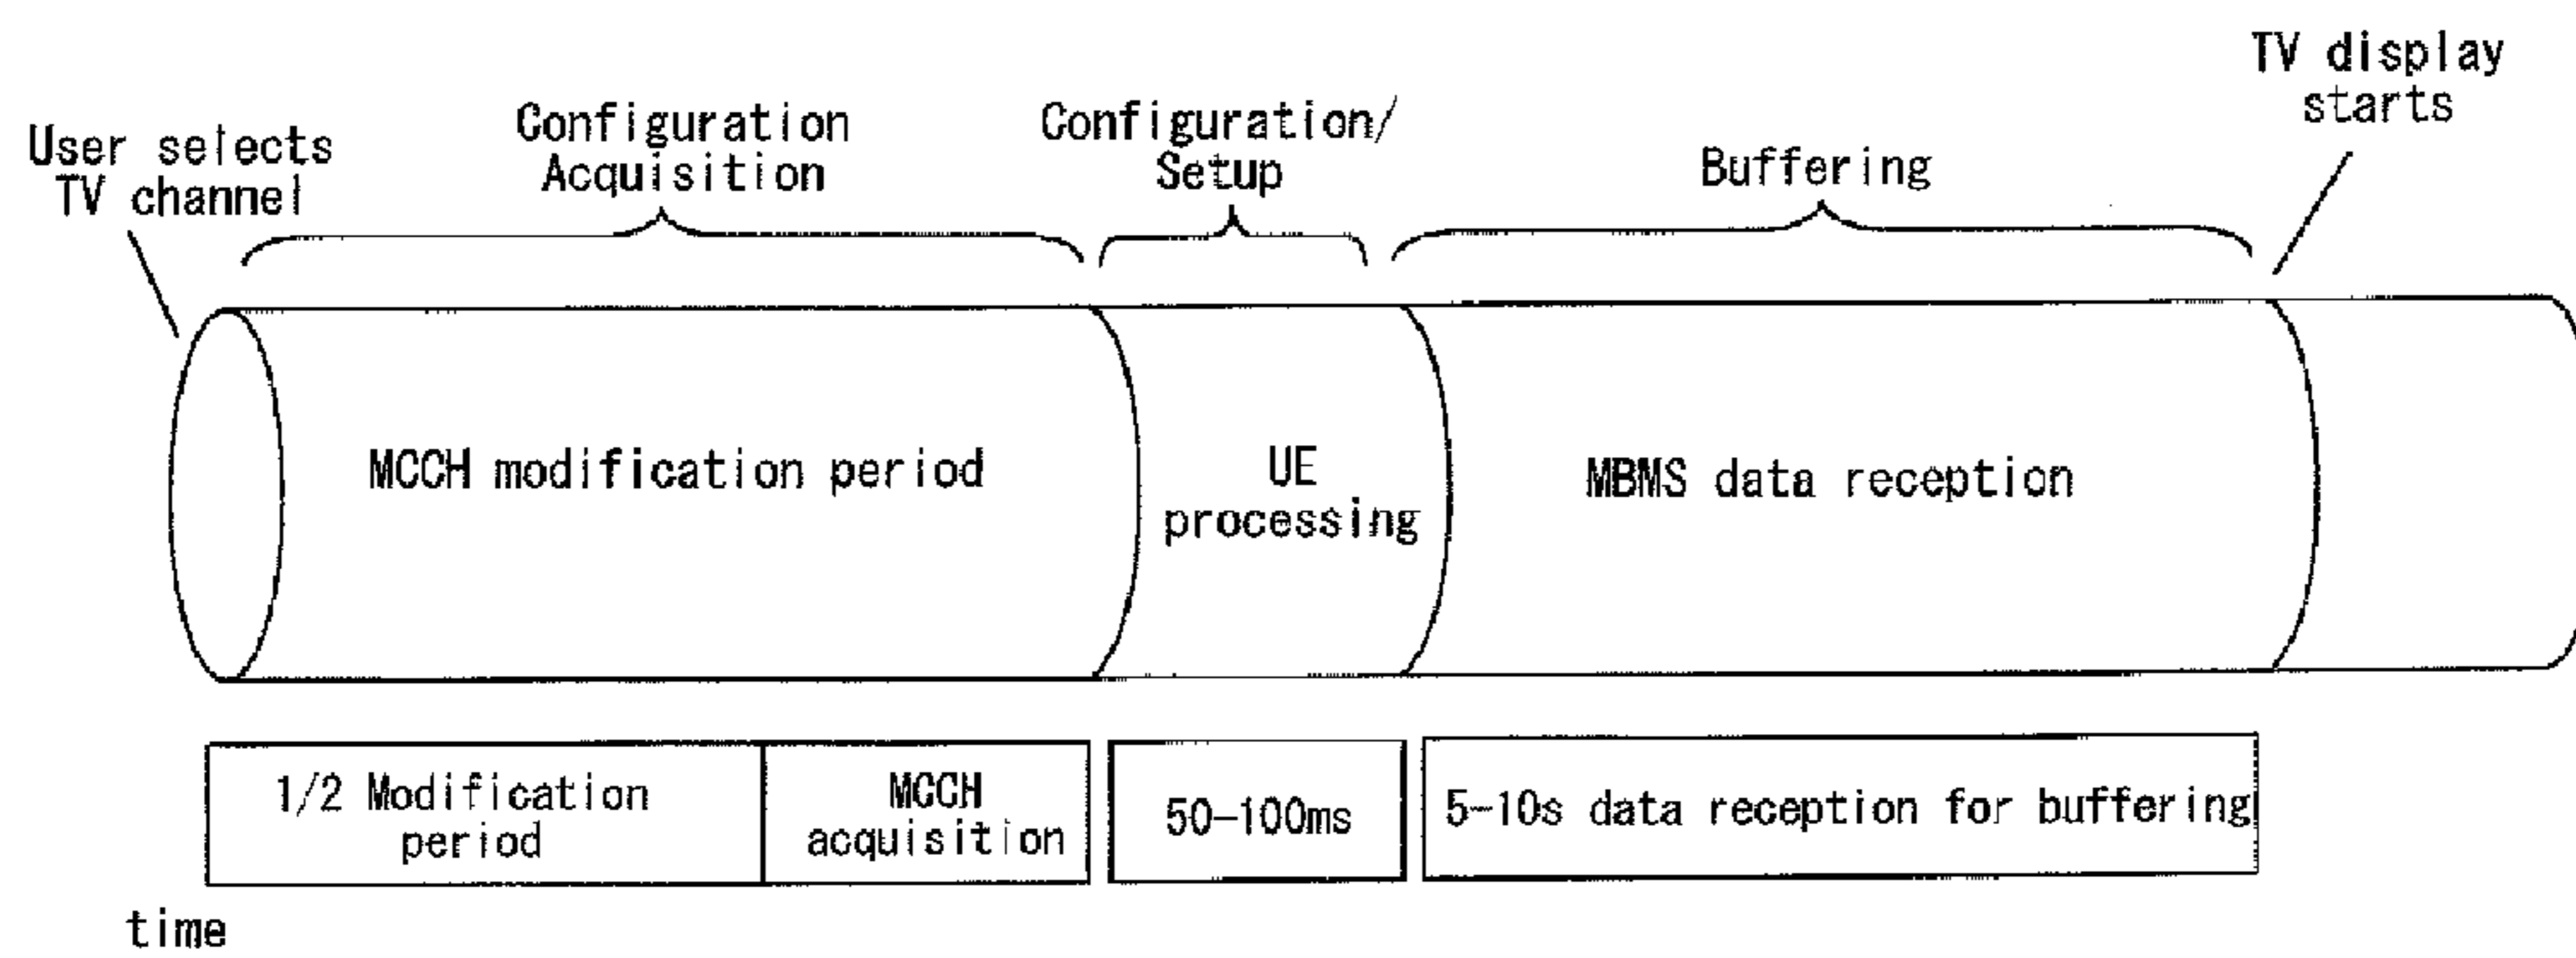 User selects
TV channel
Configuration
Acquisition
Configuration/
Setup
Buffering
TV display
starts
MCCH modification period
UE
processing
MBMS data reception
1/2 Modification
period
MCCH
acquisition
50-100ms
5-10s data reception for buffering
time